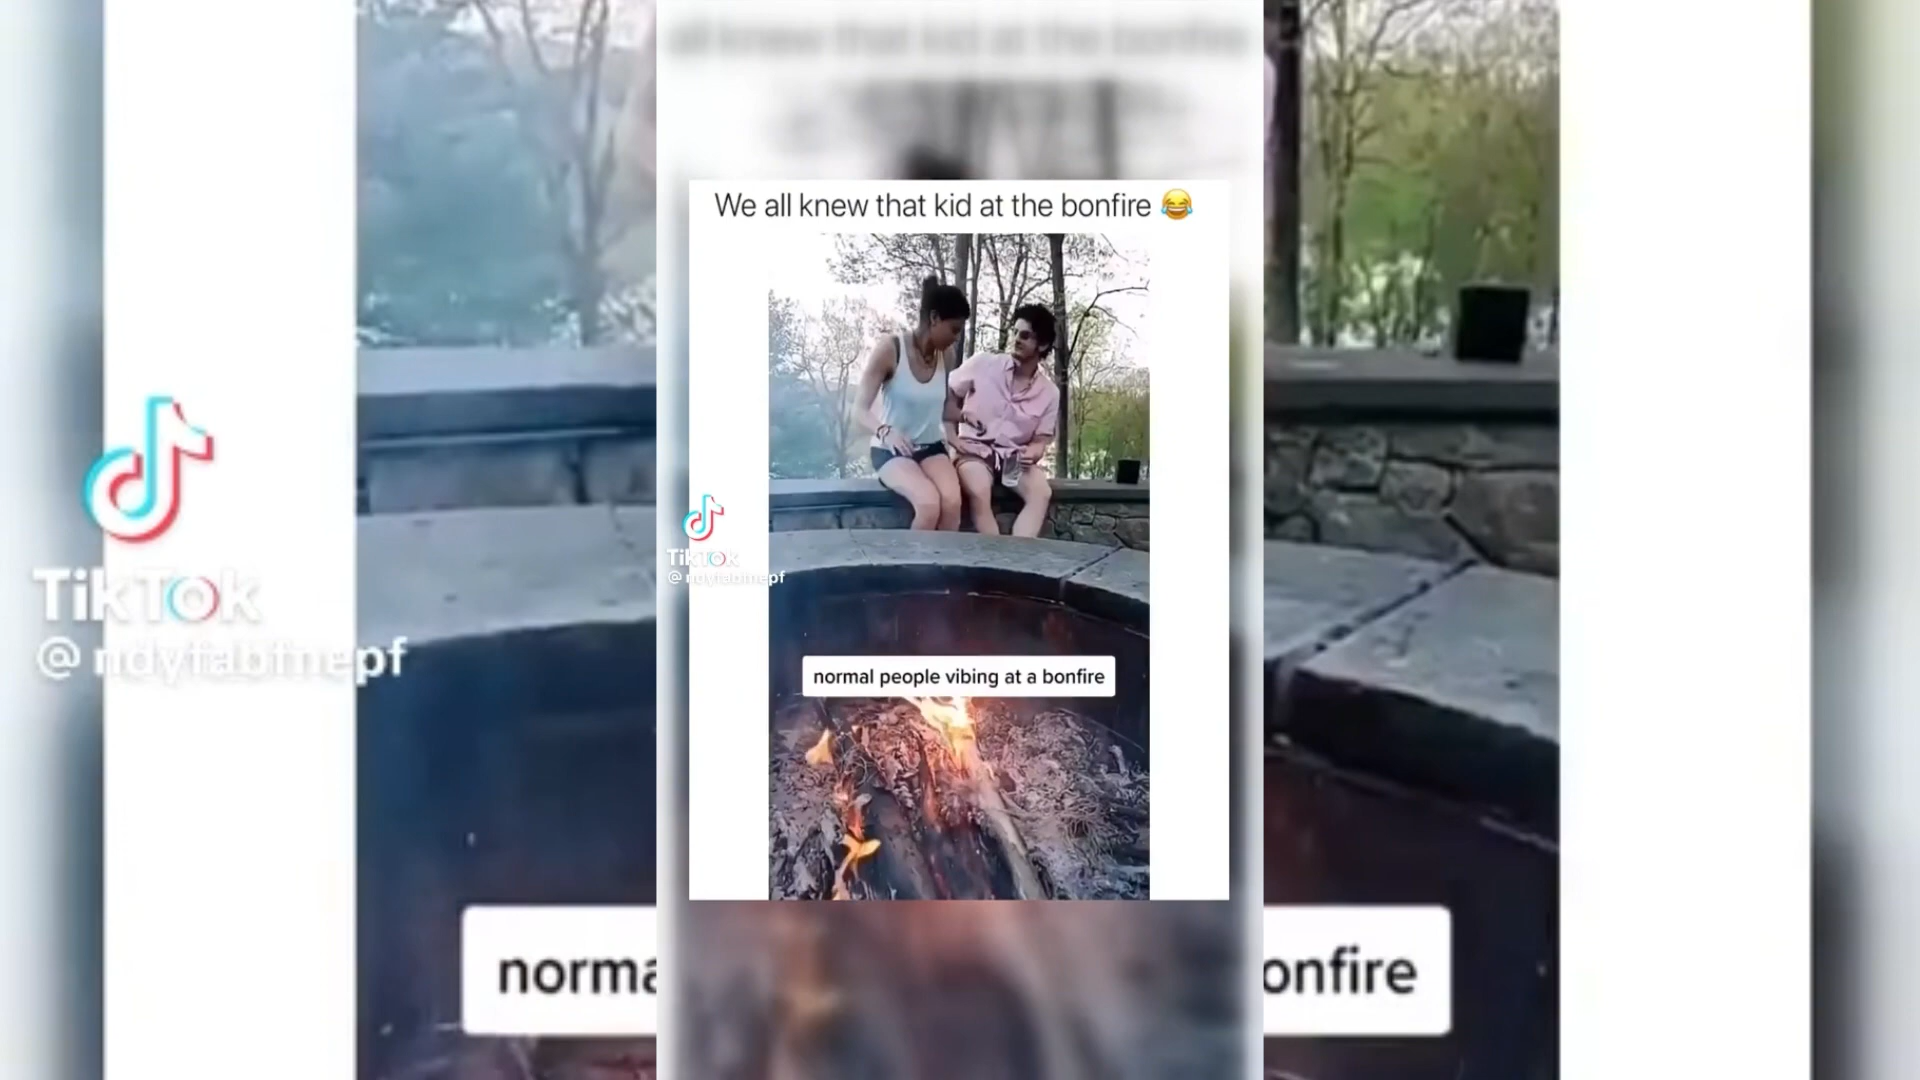 We all knew that kid at the bonfire 😂
TikTok
normal people vibing at a bonfire
TikTok
norma
onfire